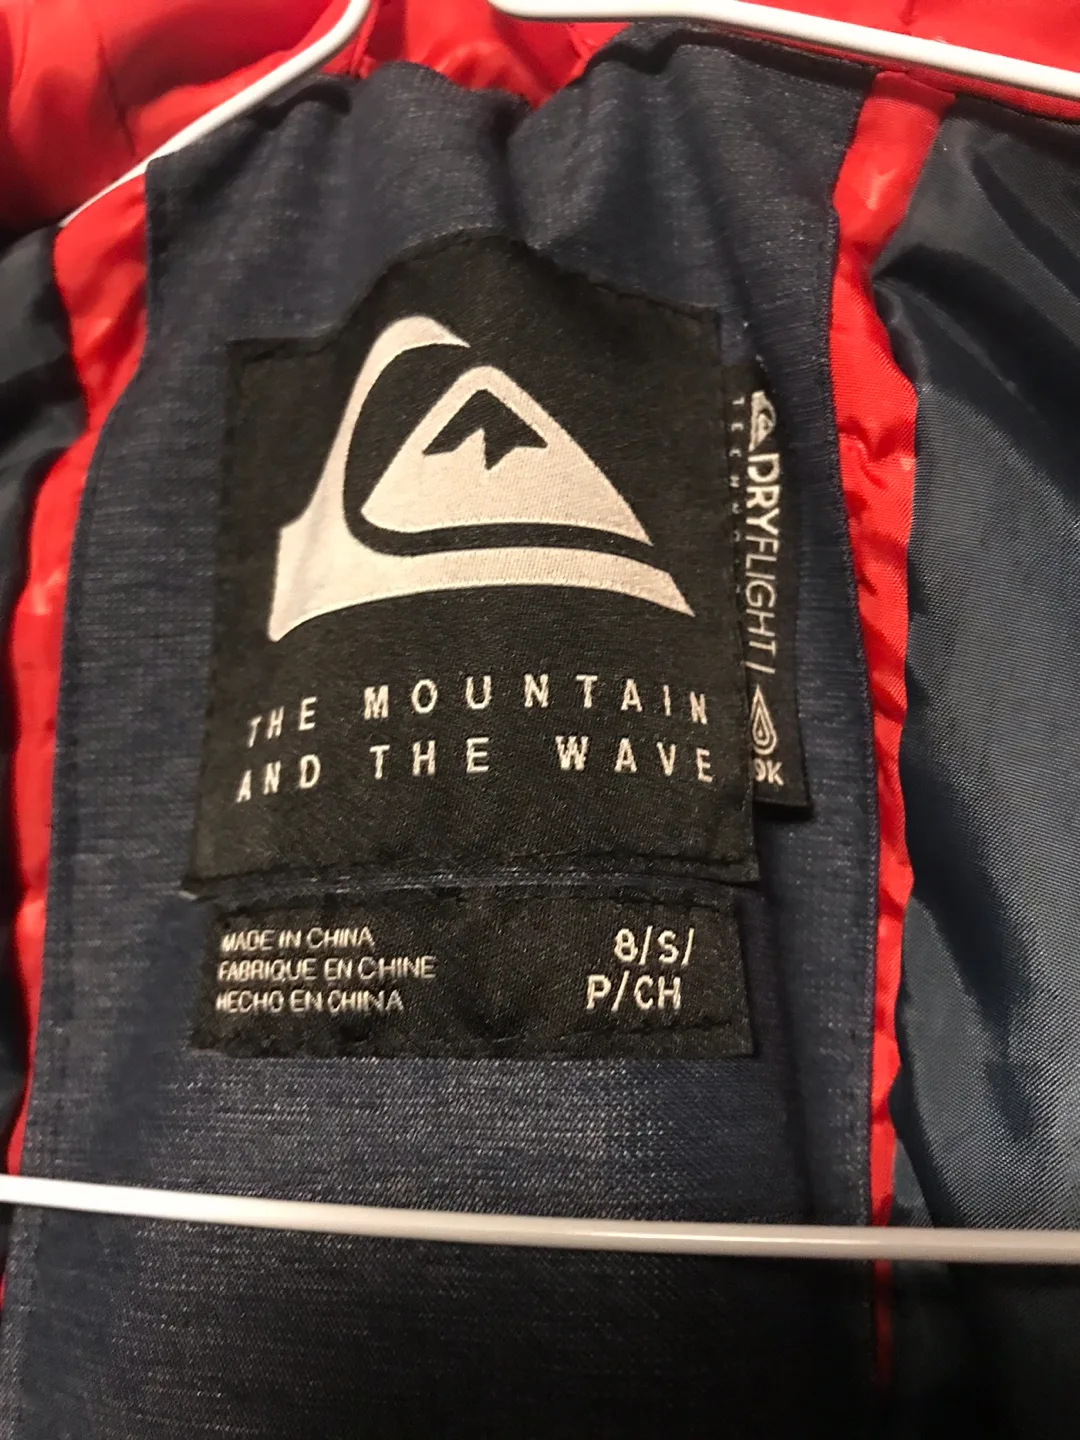 THE MOUNTAIN
AND THE WAVE
DRYFLIGHT/
MADE IN CHINA
FABRIQUE EN CHINE
HECHO EN CHINA
8/S/
P/CH